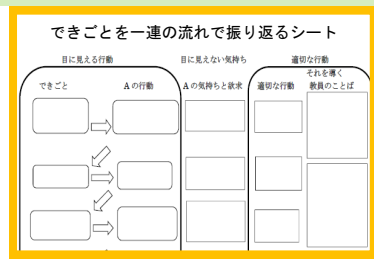 できごとを一連の流れで振り返るシート
目に見える行動
目に見えない気持ち
適切な行動
できごと
Aの行動
Aの気持ちと欲求
適切な行動
それを導く
教員のことば